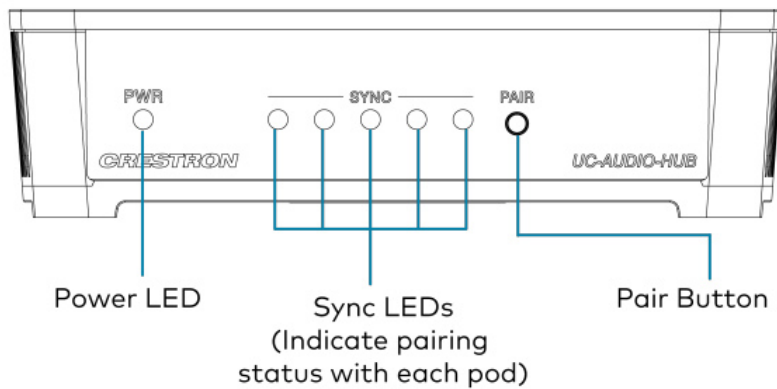 PWR
SYNC
PAIR
CRESTRON
UC-AUDIO-HUB
Power LED
Sync LEDs
(Indicate pairing
status with each pod)
Pair Button